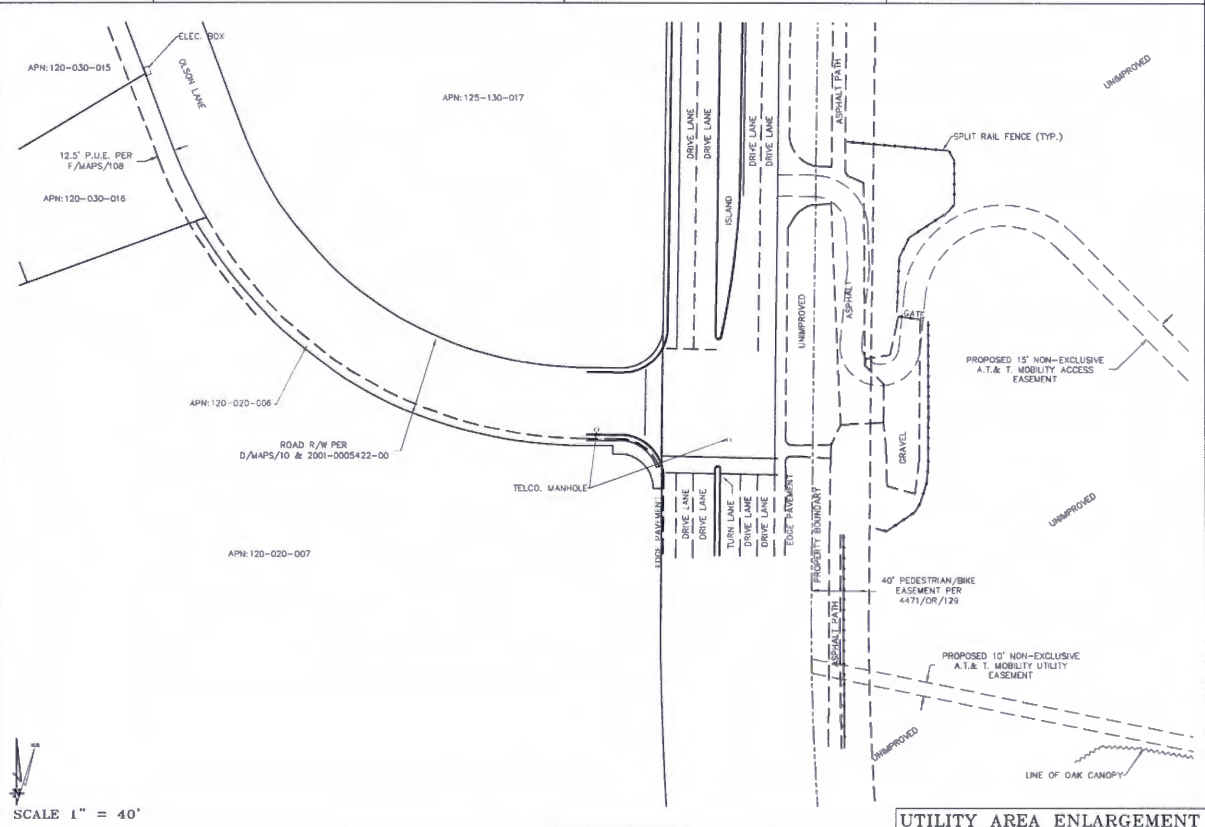 ELEC. BOX
APN: 120-030-015
OLSON LANE
APN: 125-130-017
12.5' P.U.E. PER
F/MAPS/108
APN: 120-030-016
DRIVE LANE
DRIVE LANE
ISLAND
DRIVE LANE
DRIVE LANE
ASPHALT PATH
UNIMPROVED
SPLIT RAIL FENCE (TYP.)
UNIMPROVED
ASPHALT
GATE
PROPOSED 15' NON-EXCLUSIVE
A.T.& T. MOBILITY ACCESS
EASEMENT
APN: 120-020-006
ROAD R/W PER
D/MAPS/10 & 2001-0005422-00
TELCO. MANHOLE
GRAVEL
EDGE PAVEMENT
DRIVE LANE
DRIVE LANE
TURN LANE
DRIVE LANE
DRIVE LANE
EDGE PAVEMENT
PROPERTY BOUNDARY
UNIMPROVED
APN: 120-020-007
40' PEDESTRIAN/BIKE
EASEMENT PER
4471/OR/129
ASPHALT PATH
PROPOSED 10' NON-EXCLUSIVE
A.T.& T. MOBILITY UTILITY
EASEMENT
UNIMPROVED
LINE OF OAK CANOPY
SCALE 1" = 40'
UTILITY AREA ENLARGEMENT